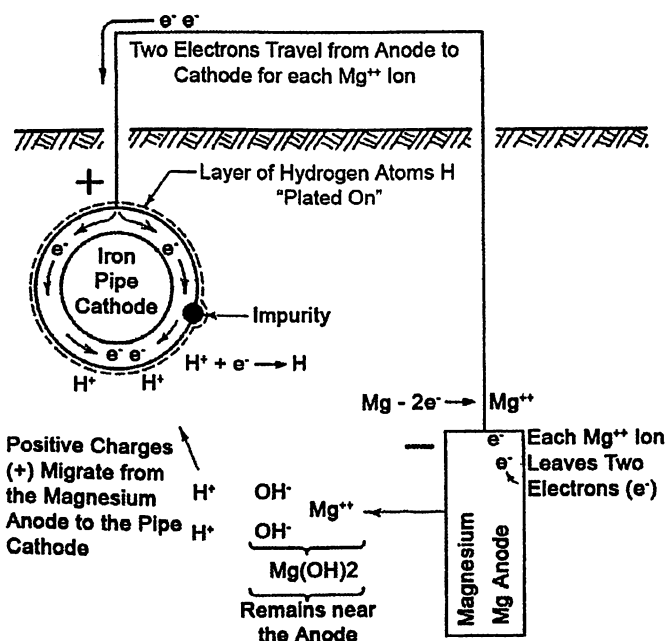 e⁻ e⁻
Two Electrons Travel from Anode to
Cathode for each Mg⁺⁺ Ion
+
Layer of Hydrogen Atoms H
"Plated On"
e⁻ e⁻
Iron
Pipe
Cathode
Impurity
e⁻ e⁻
H⁺ + e⁻ → H
H⁺ H⁺
Mg - 2e⁻ → Mg⁺⁺
–
e⁻
e⁻
Each Mg⁺⁺ Ion
Leaves Two
Electrons (e⁻)
Positive Charges
(+) Migrate from
the Magnesium
Anode to the Pipe
Cathode
H⁺ OH⁻
Mg⁺⁺
H⁺ OH⁻
Mg(OH)2
Remains near
the Anode
Magnesium
Mg Anode